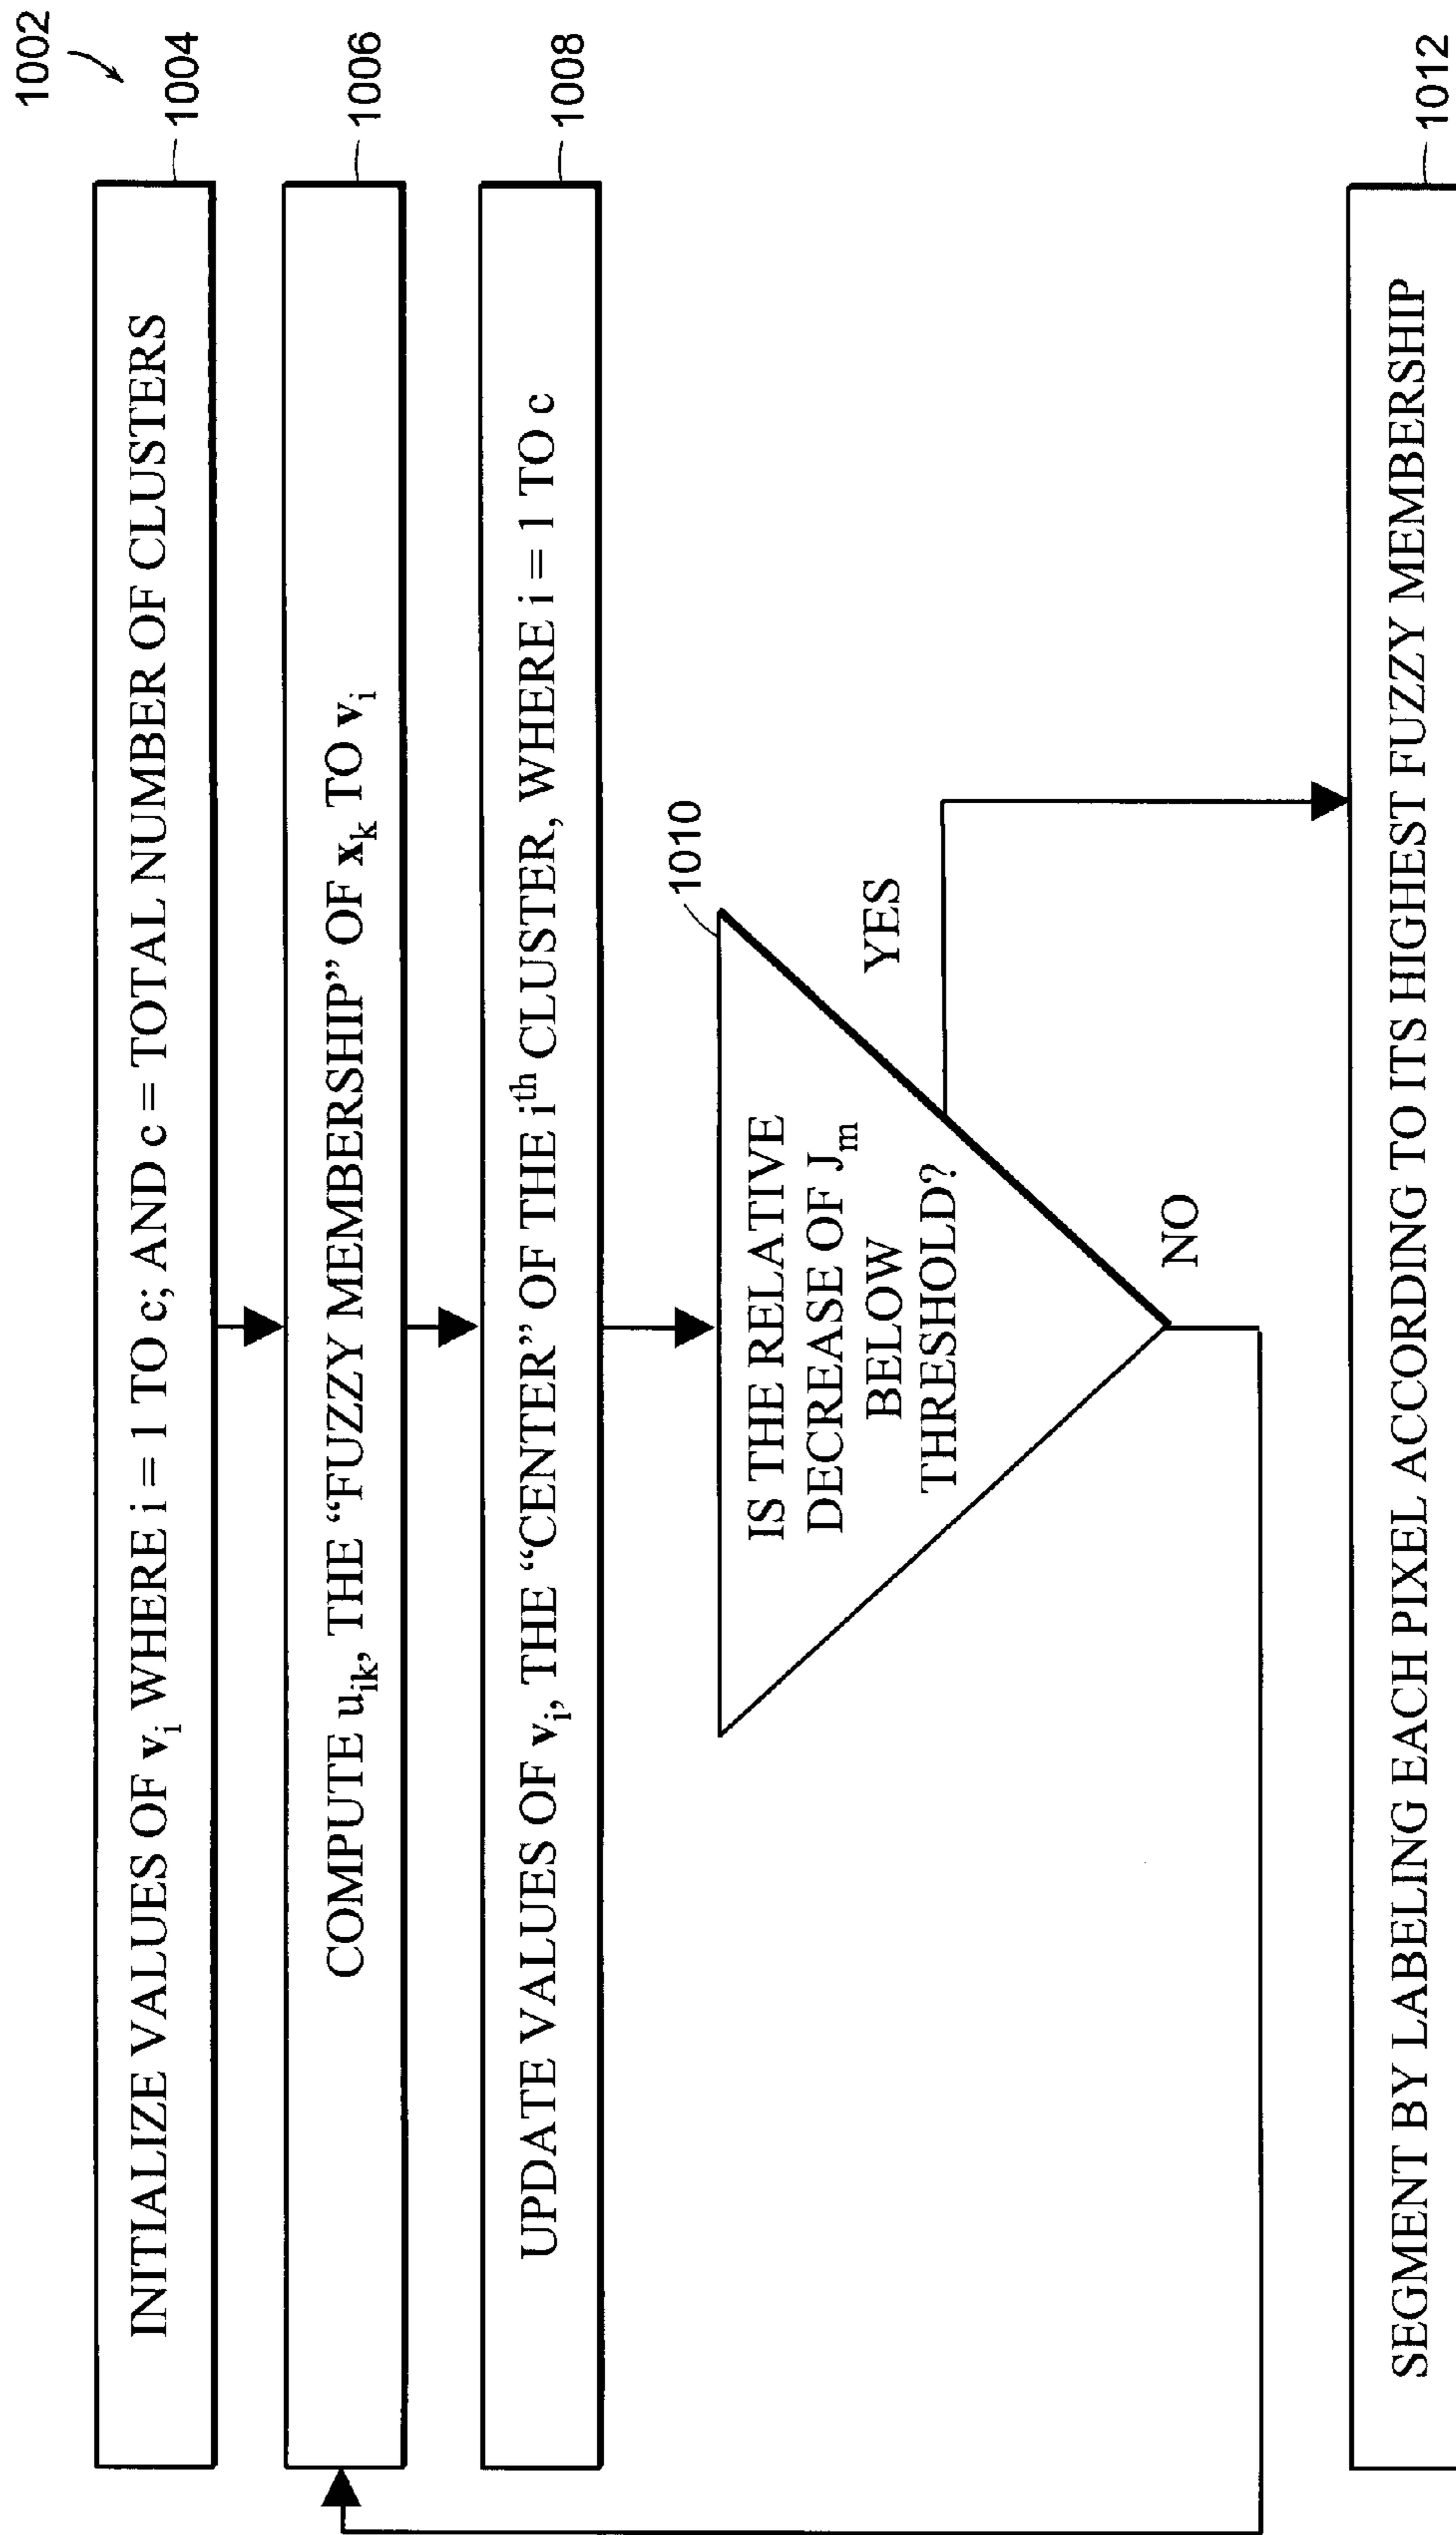 1002
INITIALIZE VALUES OF vᵢ WHERE i = 1 TO c; AND c = TOTAL NUMBER OF CLUSTERS
1004
COMPUTE uᵢₖ, THE “FUZZY MEMBERSHIP” OF xₖ TO vᵢ
1006
UPDATE VALUES OF vᵢ, THE “CENTER” OF THE iᵗʰ CLUSTER, WHERE i = 1 TO c
1008
1010
IS THE RELATIVE
DECREASE OF Jₘ
BELOW
THRESHOLD?
YES
NO
SEGMENT BY LABELING EACH PIXEL ACCORDING TO ITS HIGHEST FUZZY MEMBERSHIP
1012